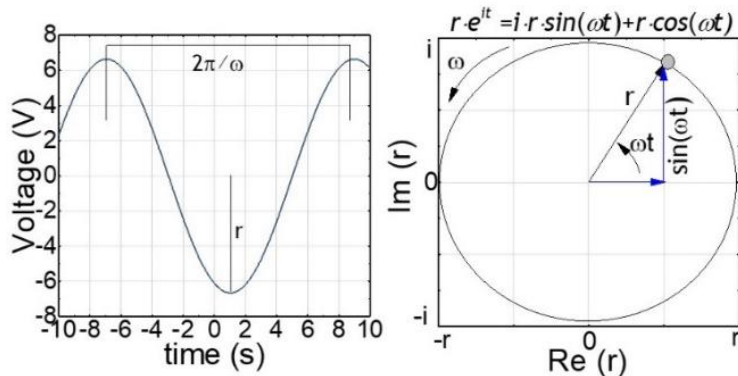 8
6
4
2
0
-2
-4
-6
-8
-10 -8 -6 -4 -2 0 2 4 6 8 10
Voltage (V)
time (s)
2π/ω
r
r·e^{it} =i·r·sin(ωt)+r·cos(ωt)
i
0
-i
-r 0 r
Im (r)
Re (r)
ω
r
ωt
sin(ωt)